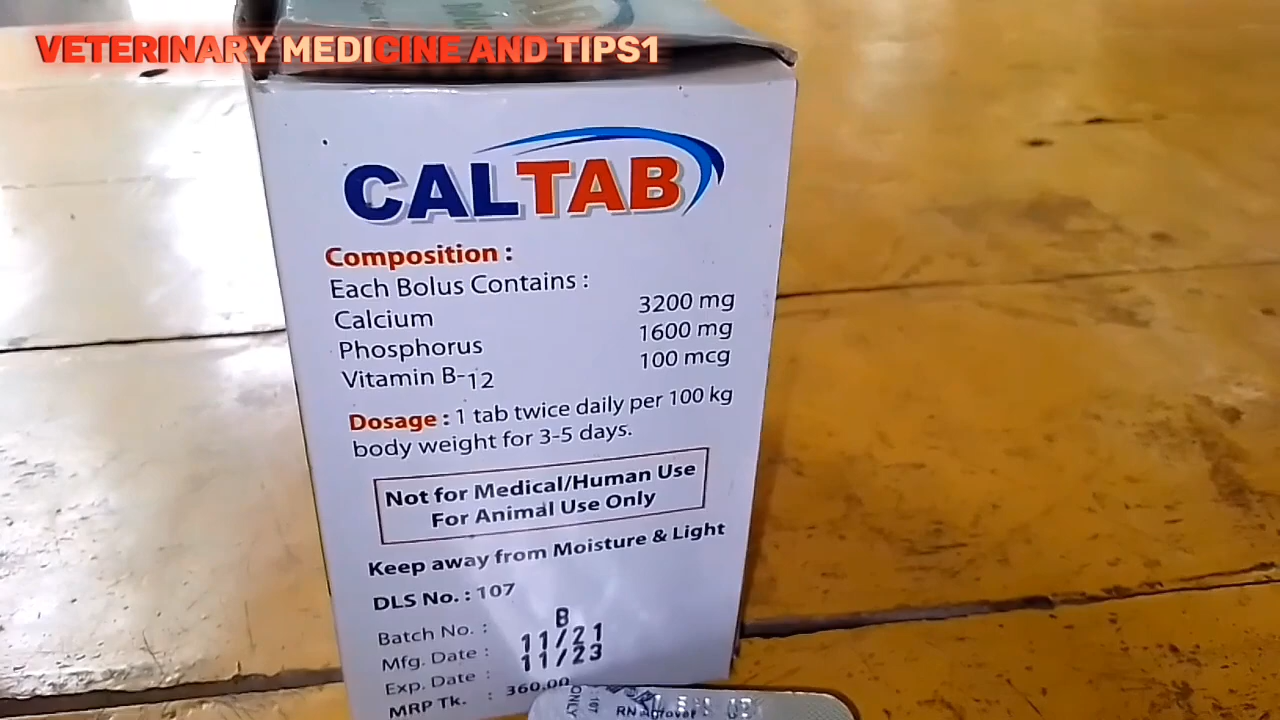 VETERINARY MEDICINE AND TIPS1
CALTAB
Composition :
Each Bolus Contains :
Calcium 3200 mg
Phosphorus 1600 mg
Vitamin B-12 100 mcg
Dosage : 1 tab twice daily per 100 kg
body weight for 3-5 days.
Not for Medical/Human Use
For Animal Use Only
Keep away from Moisture & Light
DLS No. : 107
Batch No. : B
Mfg. Date : 11/21
Exp. Date : 11/23
MRP Tk. : 360.00
ONLY
RN Agrovet